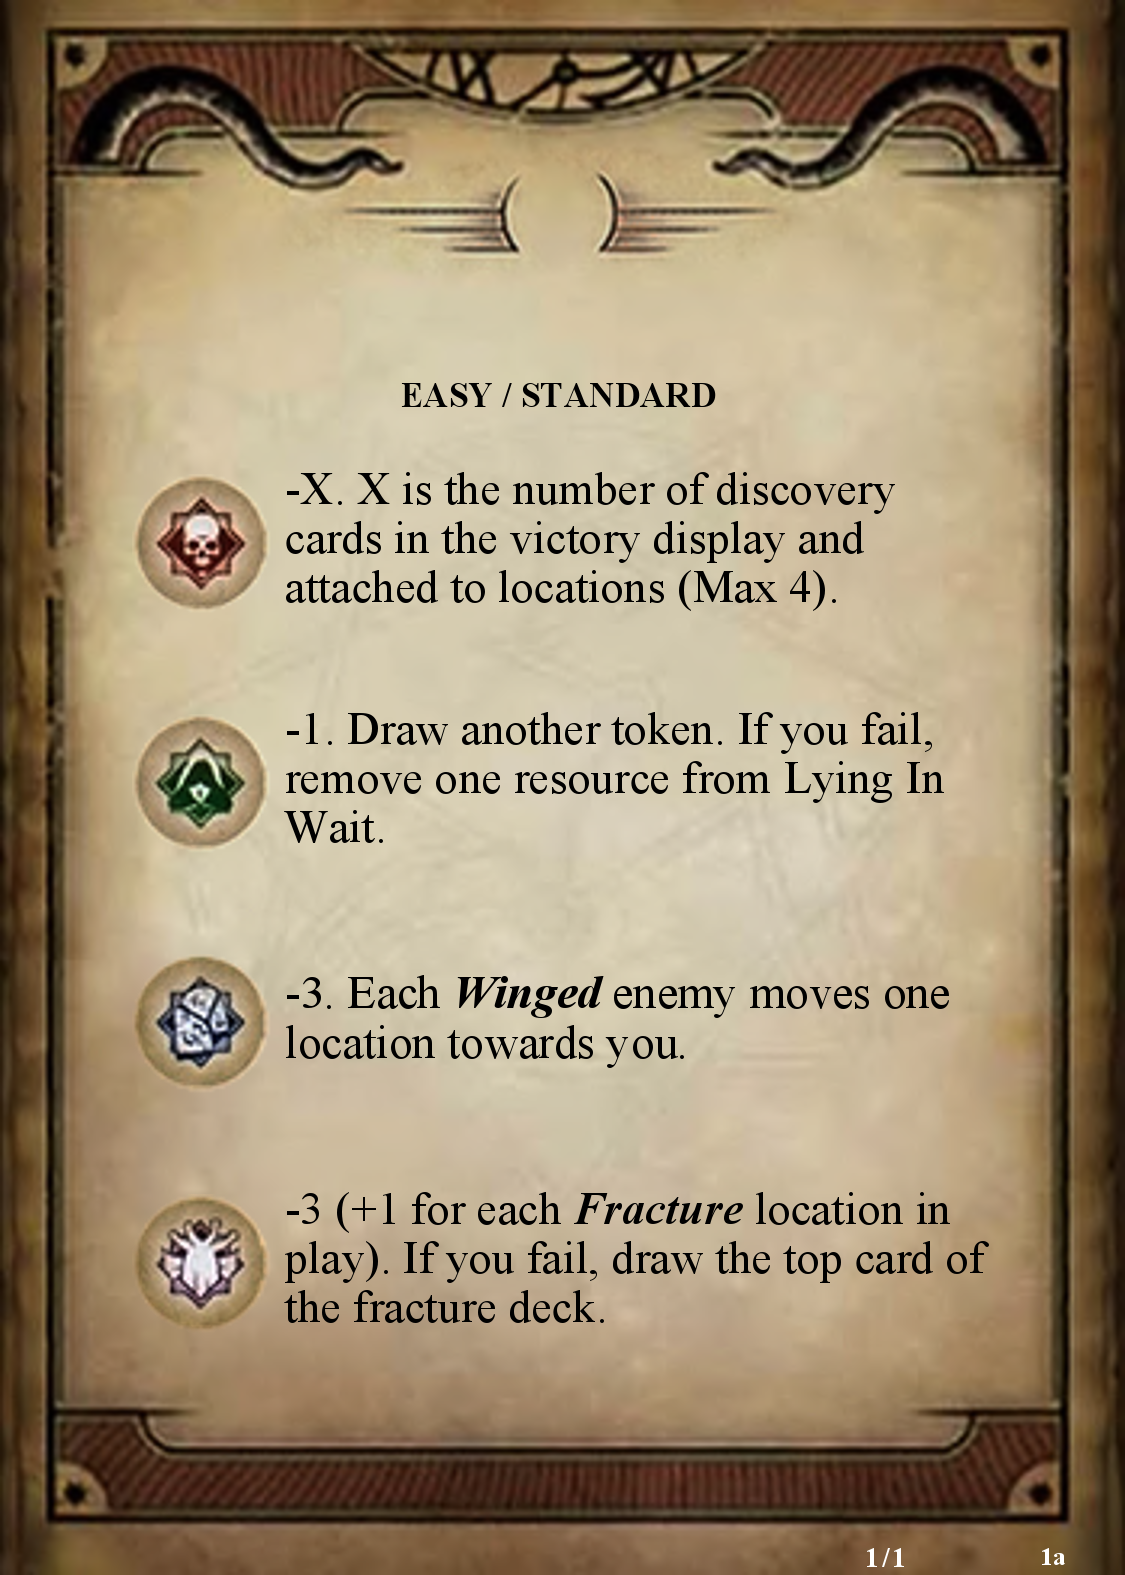 EASY / STANDARD
-X. X is the number of discovery
cards in the victory display and
attached to locations (Max 4).
-1. Draw another token. If you fail,
remove one resource from Lying In
Wait.
-3. Each Winged enemy moves one
location towards you.
-3 (+1 for each Fracture location in
play). If you fail, draw the top card of
the fracture deck.
1/1
1a